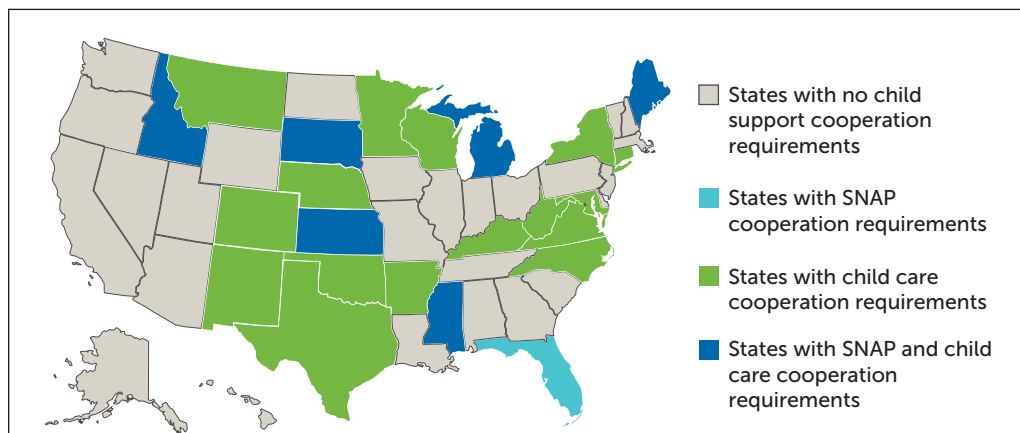 States with no child
support cooperation
requirements
States with SNAP
cooperation requirements
States with child care
cooperation requirements
States with SNAP and child
care cooperation
requirements